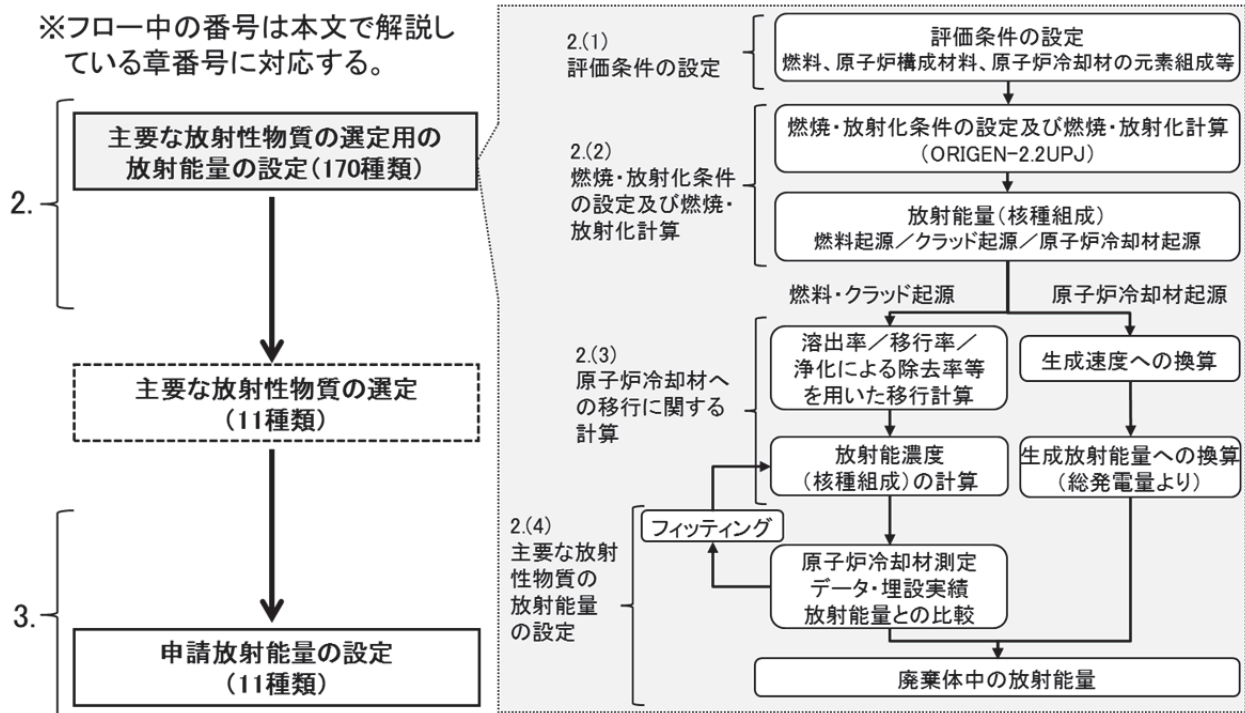 ※フロー中の番号は本文で解説し
ている章番号に対応する。
2.
主要な放射性物質の選定用の
放射能量の設定(170種類)
主要な放射性物質の選定
(11種類)
3.
申請放射能量の設定
(11種類)
2.(1)
評価条件の設定
評価条件の設定
燃料、原子炉構成材料、原子炉冷却材の元素組成等
2.(2)
燃焼・放射化条件
の設定及び燃焼・
放射化計算
燃焼・放射化条件の設定及び燃焼・放射化計算
(ORIGEN-2.2UPJ)
放射能量(核種組成)
燃料起源/クラッド起源/原子炉冷却材起源
燃料・クラッド起源
原子炉冷却材起源
2.(3)
原子炉冷却材へ
の移行に関する
計算
溶出率/移行率/
浄化による除去率等
を用いた移行計算
生成速度への換算
放射能濃度
(核種組成)の計算
生成放射能量への換算
(総発電量より)
2.(4)
主要な放射
性物質の
放射能量
の設定
フィッティング
原子炉冷却材測定
データ・埋設実績
放射能量との比較
廃棄体中の放射能量